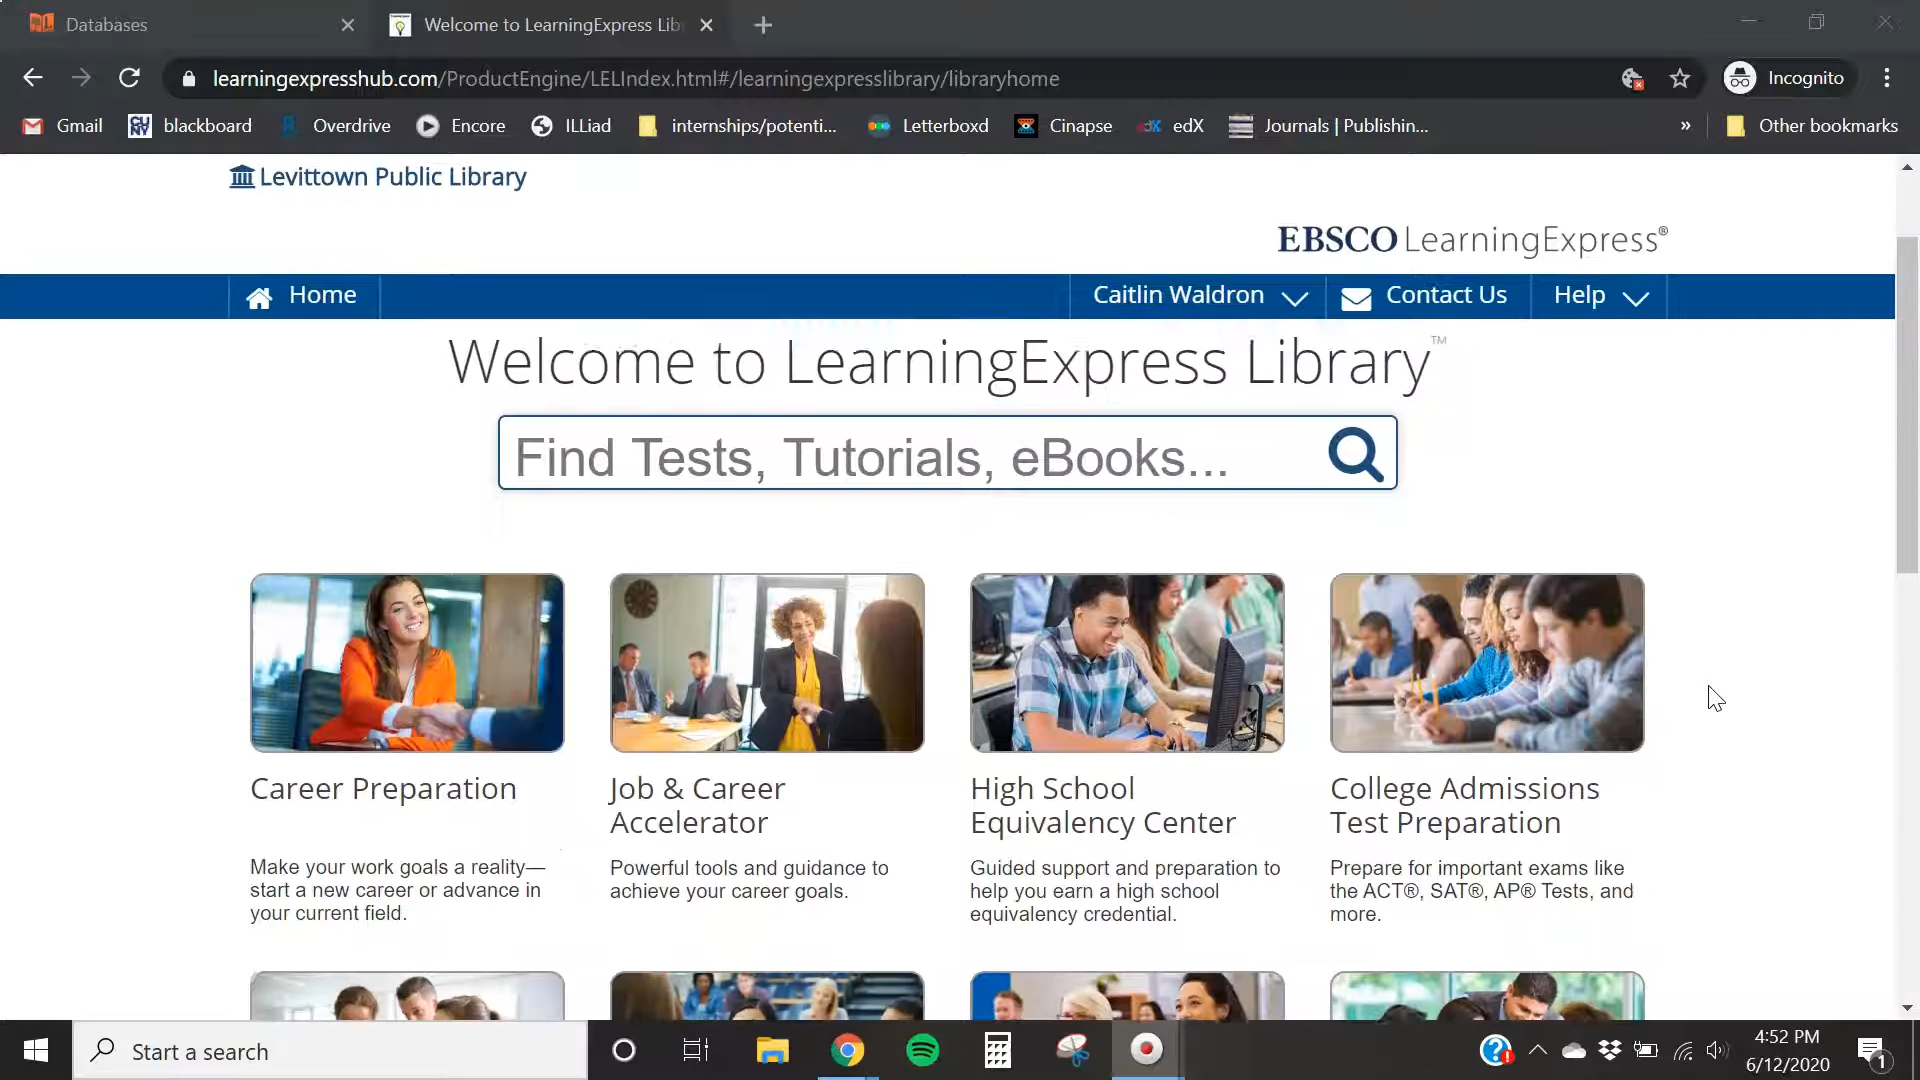 Databases
Welcome to LearningExpress Lib
learningexpresshub.com/ProductEngine/LELIndex.html#/learningexpresslibrary/libraryhome
Incognito
Gmail
blackboard
Overdrive
Encore
ILLiad
internships/potenti...
Letterboxd
Cinapse
edX
Journals | Publishin...
»
Other bookmarks
Levittown Public Library
EBSCO LearningExpress®
Home
Caitlin Waldron
Contact Us
Help
Welcome to LearningExpress Library™
Find Tests, Tutorials, eBooks...
Career Preparation
Make your work goals a reality—
start a new career or advance in
your current field.
Job & Career
Accelerator
Powerful tools and guidance to
achieve your career goals.
High School
Equivalency Center
Guided support and preparation to
help you earn a high school
equivalency credential.
College Admissions
Test Preparation
Prepare for important exams like
the ACT®, SAT®, AP® Tests, and
more.
Start a search
4:52 PM
6/12/2020
1